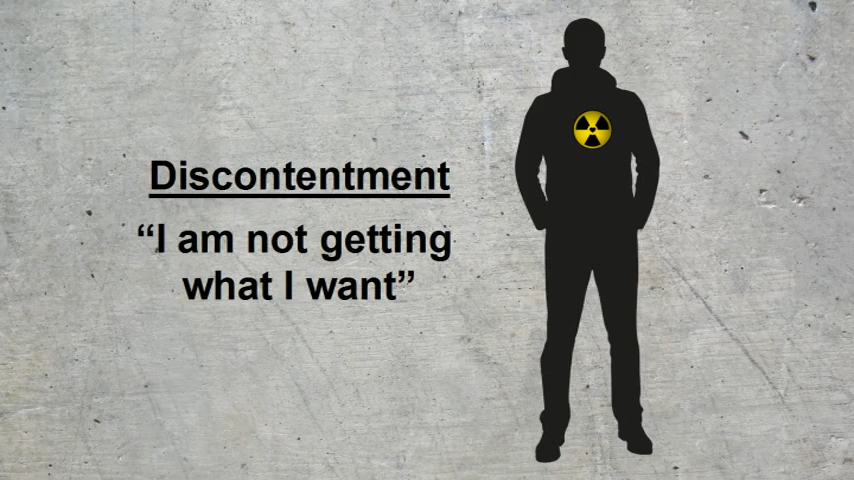 Discontentment
“I am not getting
what I want”